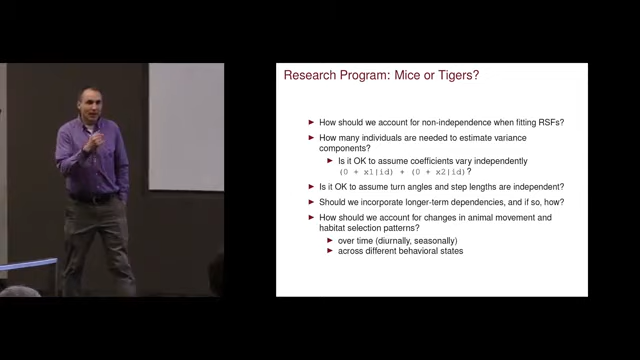 Research Program: Mice or Tigers?
How should we account for non-independence when fitting RSFs?
How many individuals are needed to estimate variance
components?
Is it OK to assume coefficients vary independently
(0 + x1|id) + (0 + x2|id)?
Is it OK to assume turn angles and step lengths are independent?
Should we incorporate longer-term dependencies, and if so, how?
How should we account for changes in animal movement and
habitat selection patterns?
over time (diurnally, seasonally)
across different behavioral states